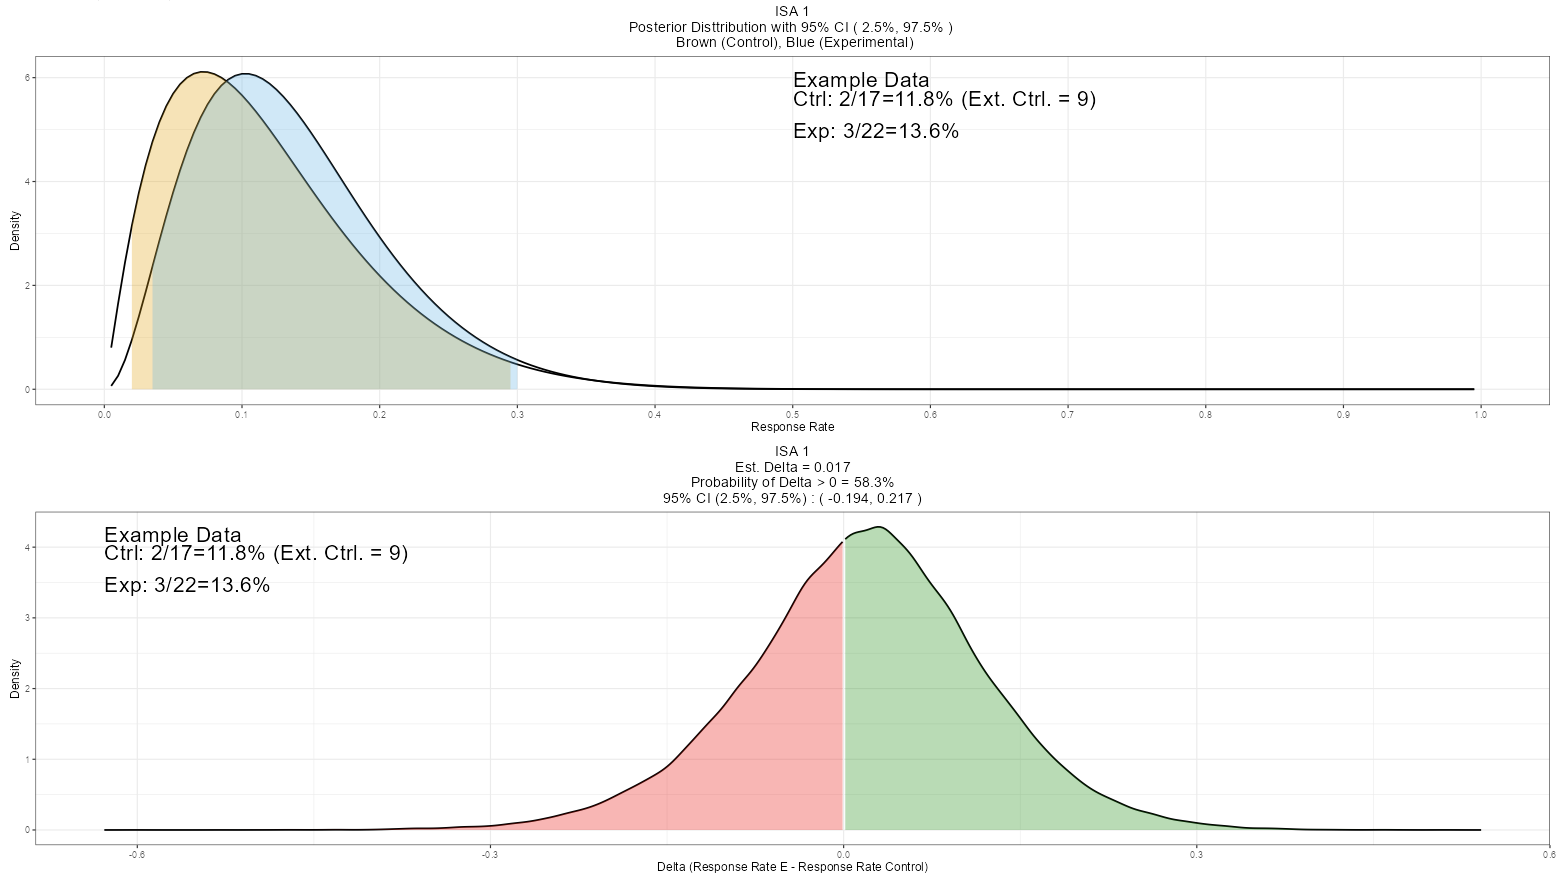 ISA 1
Posterior Disttribution with 95% CI ( 2.5%, 97.5% )
Brown (Control), Blue (Experimental)
Example Data
Ctrl: 2/17=11.8% (Ext. Ctrl. = 9)
Exp: 3/22=13.6%
6
4
2
0
Density
0.0 0.1 0.2 0.3 0.4 0.5 0.6 0.7 0.8 0.9 1.0
Response Rate
ISA 1
Est. Delta = 0.017
Probability of Delta > 0 = 58.3%
95% CI (2.5%, 97.5%) : ( -0.194, 0.217 )
Example Data
Ctrl: 2/17=11.8% (Ext. Ctrl. = 9)
Exp: 3/22=13.6%
4
3
2
1
0
Density
-0.6 -0.3 0.0 0.3 0.6
Delta (Response Rate E - Response Rate Control)